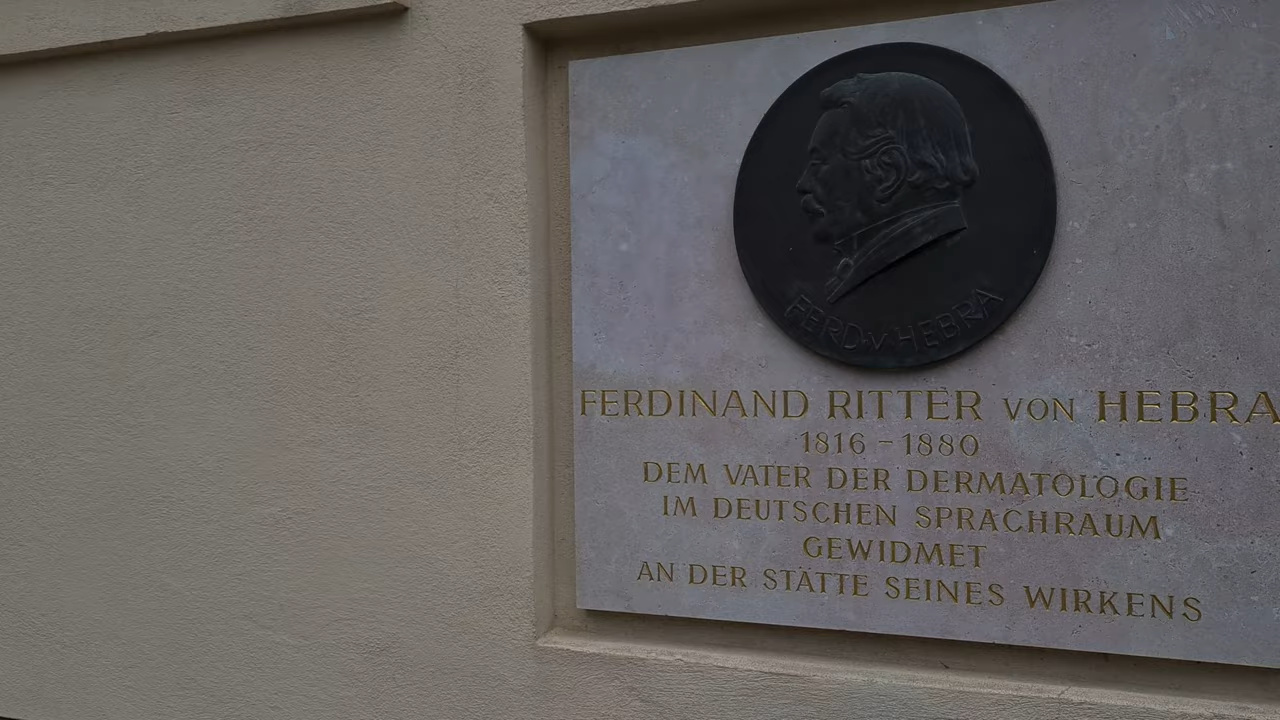 FERD·V·HEBRA
FERDINAND RITTER VON HEBRA
1816 – 1880
DEM VATER DER DERMATOLOGIE
IM DEUTSCHEN SPRACHRAUM
GEWIDMET
AN DER STÄTTE SEINES WIRKENS